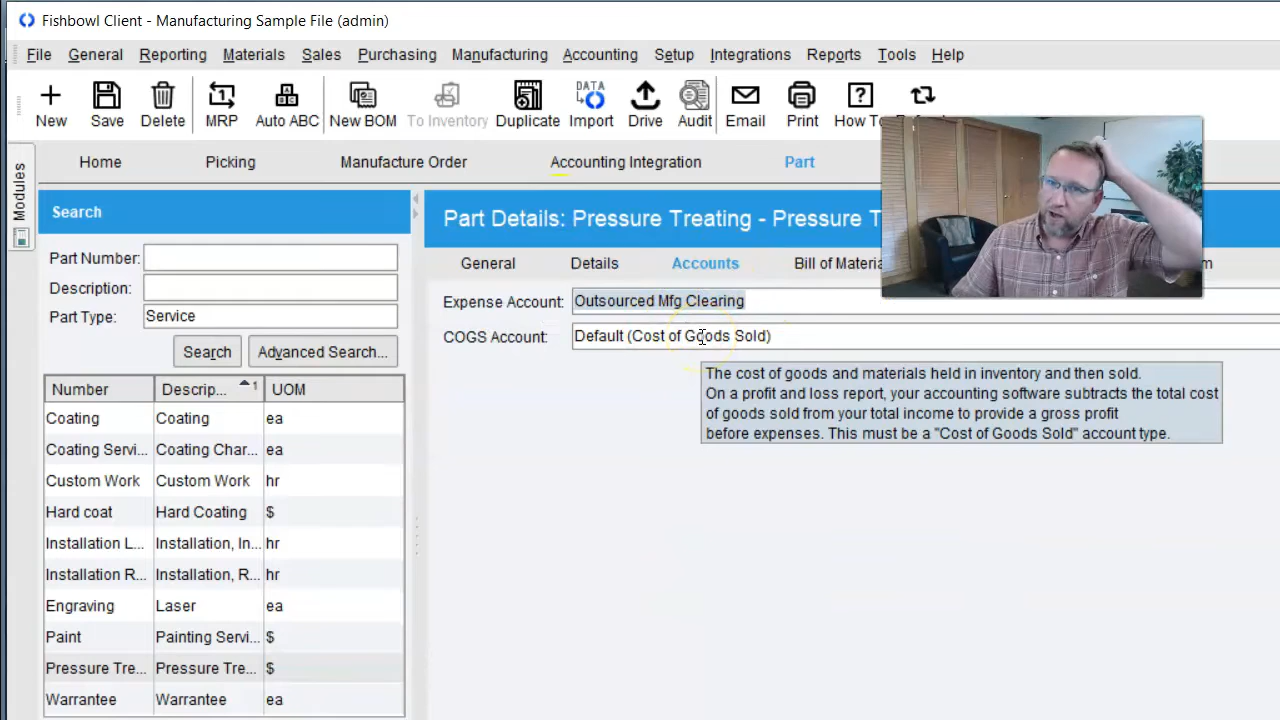 Fishbowl Client - Manufacturing Sample File (admin)
File General Reporting Materials Sales Purchasing Manufacturing Accounting Setup Integrations Reports Tools Help
New Save Delete MRP Auto ABC New BOM To Inventory Duplicate DATA Import Drive Audit Email Print How To
Modules
Home Picking Manufacture Order Accounting Integration Part
Search
Part Number:
Description:
Part Type: Service
Search Advanced Search...
Number Descrip... 1 UOM
Coating Coating ea
Coating Servi... Coating Char... ea
Custom Work Custom Work hr
Hard coat Hard Coating $
Installation L... Installation, In... hr
Installation R... Installation, R... hr
Engraving Laser ea
Paint Painting Servi... $
Pressure Tre... Pressure Tre... $
Warrantee Warrantee ea
Part Details: Pressure Treating - Pressure T
General Details Accounts Bill of Materia
Expense Account: Outsourced Mfg Clearing
COGS Account: Default (Cost of Goods Sold)
The cost of goods and materials held in inventory and then sold.
On a profit and loss report, your accounting software subtracts the total cost
of goods sold from your total income to provide a gross profit
before expenses. This must be a "Cost of Goods Sold" account type.